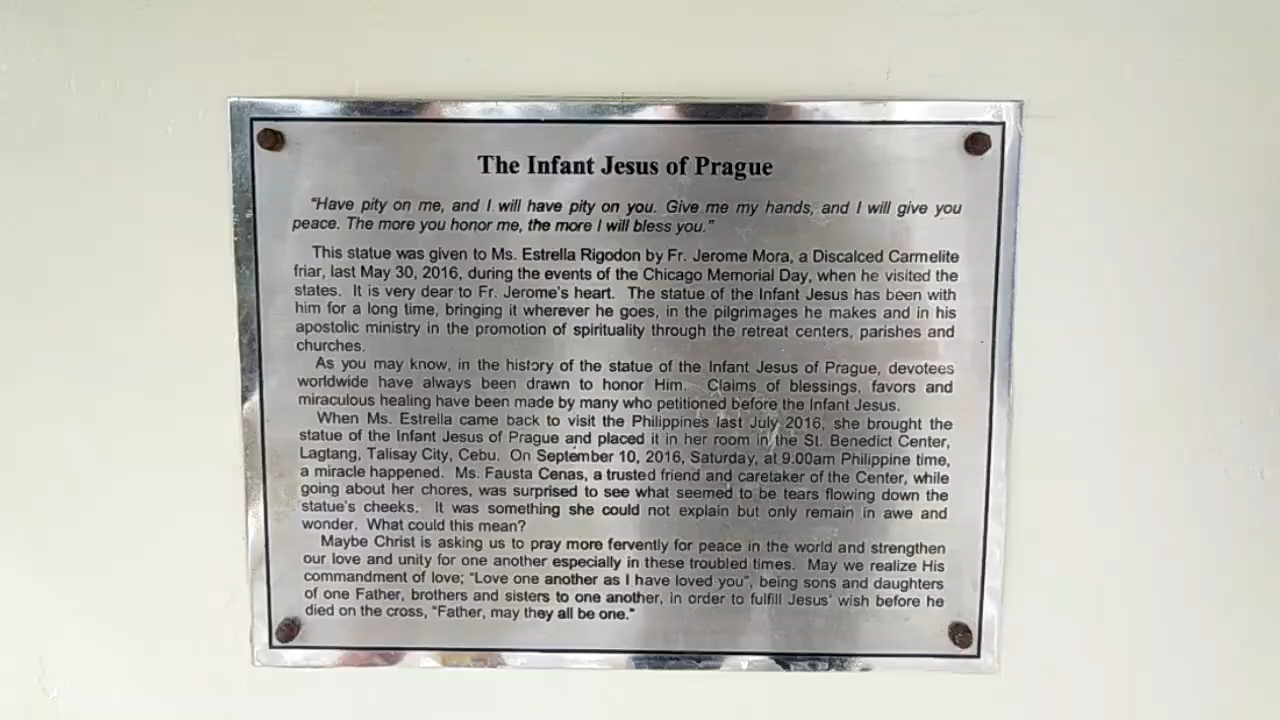 The Infant Jesus of Prague
"Have pity on me, and I will have pity on you. Give me my hands, and I will give you
peace. The more you honor me, the more I will bless you."
This statue was given to Ms. Estrella Rigodon by Fr. Jerome Mora, a Discalced Carmelite
friar, last May 30, 2016, during the events of the Chicago Memorial Day, when he visited the
states. It is very dear to Fr. Jerome's heart. The statue of the Infant Jesus has been with
him for a long time, bringing it wherever he goes, in the pilgrimages he makes and in his
apostolic ministry in the promotion of spirituality through the retreat centers, parishes and
churches.
As you may know, in the history of the statue of the Infant Jesus of Prague, devotees
worldwide have always been drawn to honor Him. Claims of blessings, favors and
miraculous healing have been made by many who petitioned before the Infant Jesus.
When Ms. Estrella came back to visit the Philippines last July 2016, she brought the
statue of the Infant Jesus of Prague and placed it in her room in the St. Benedict Center,
Lagtang, Talisay City, Cebu. On September 10, 2016, Saturday, at 9:00am Philippine time,
a miracle happened. Ms. Fausta Cenas, a trusted friend and caretaker of the Center, while
going about her chores, was surprised to see what seemed to be tears flowing down the
statue's cheeks. It was something she could not explain but only remain in awe and
wonder. What could this mean?
Maybe Christ is asking us to pray more fervently for peace in the world and strengthen
our love and unity for one another especially in these troubled times. May we realize His
commandment of love; "Love one another as I have loved you", being sons and daughters
of one Father, brothers and sisters to one another, in order to fulfill Jesus' wish before he
died on the cross, "Father, may they all be one."